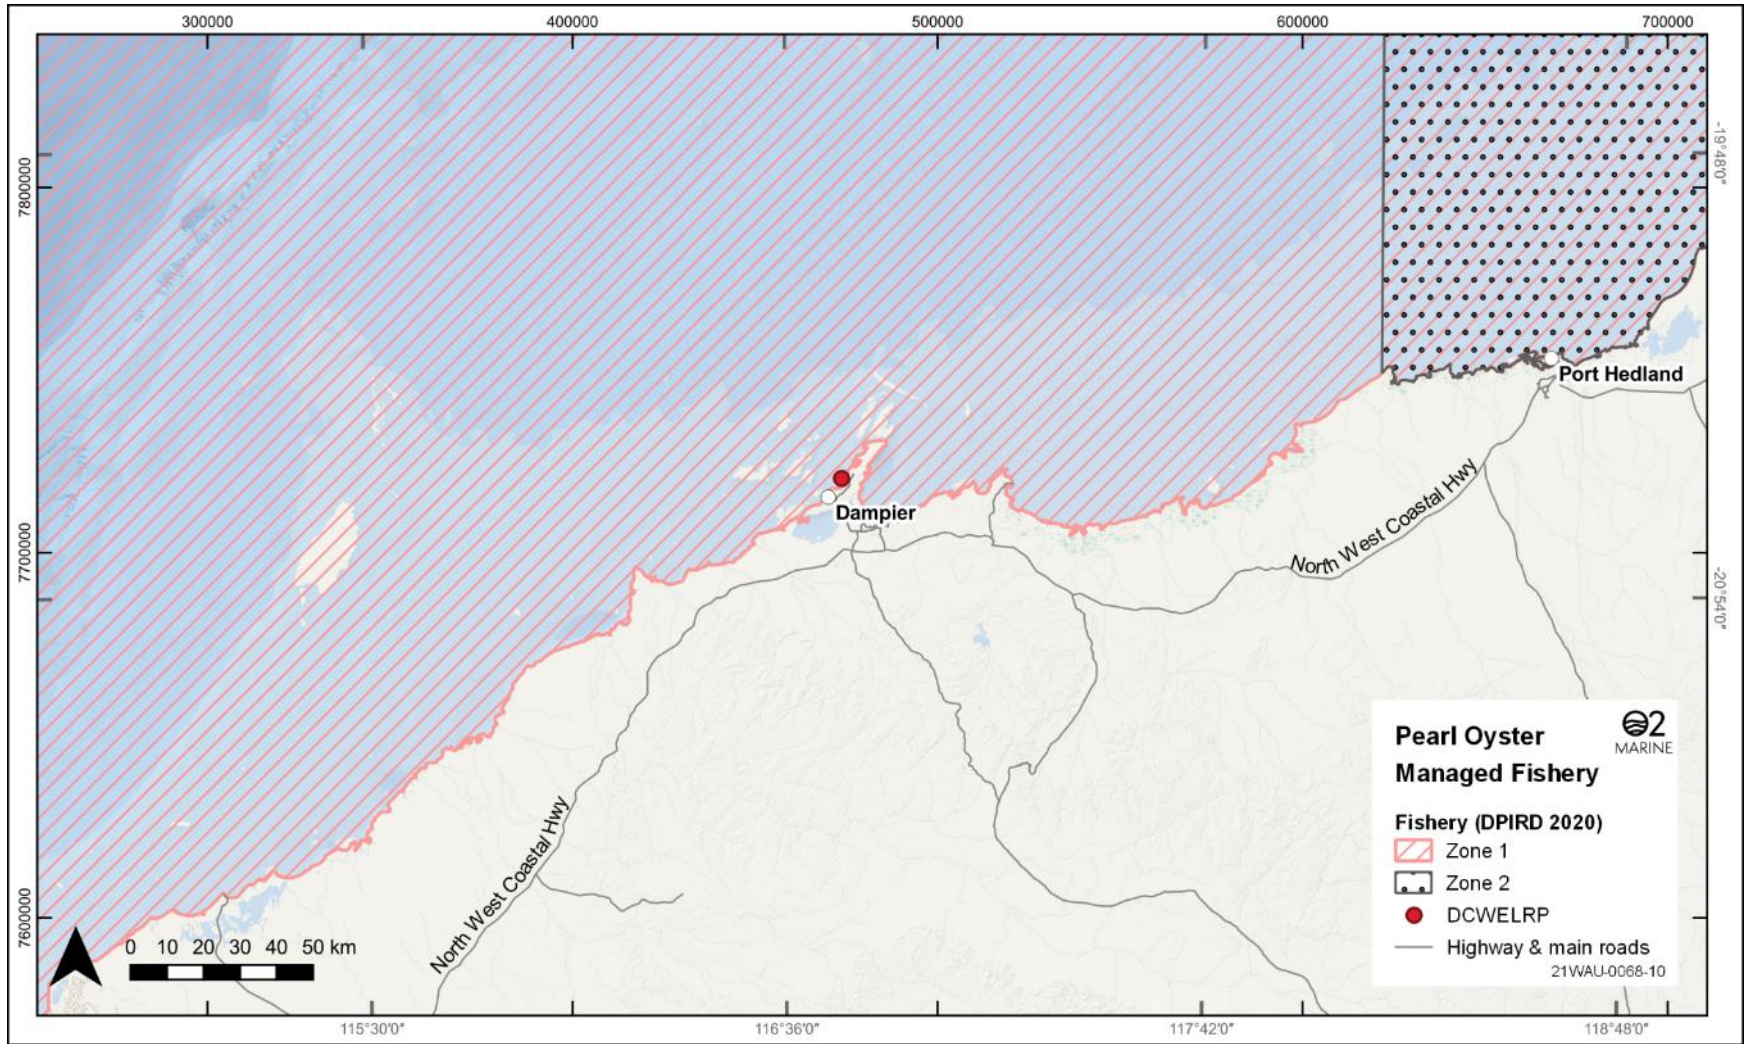 300000 400000 500000 600000 700000
7800000
7700000
7600000
-19°48'0"
-20°54'0"
Port Hedland
Dampier
North West Coastal Hwy
North West Coastal Hwy
0 10 20 30 40 50 km
Pearl Oyster
Managed Fishery
O2
MARINE
Fishery (DPIRD 2020)
Zone 1
Zone 2
DCWELRP
Highway & main roads
21WAU-0068-10
115°30'0" 116°36'0" 117°42'0" 118°48'0"